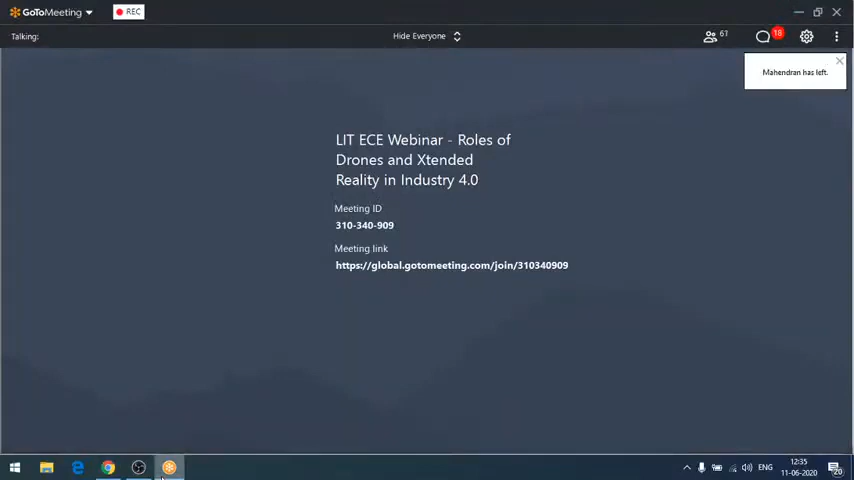 GoToMeeting
REC
Talking:
Hide Everyone
61
18
Mahendran has left.
LIT ECE Webinar - Roles of
Drones and Xtended
Reality in Industry 4.0
Meeting ID
310-340-909
Meeting link
https://global.gotomeeting.com/join/310340909
ENG
12:35
11-06-2020
20